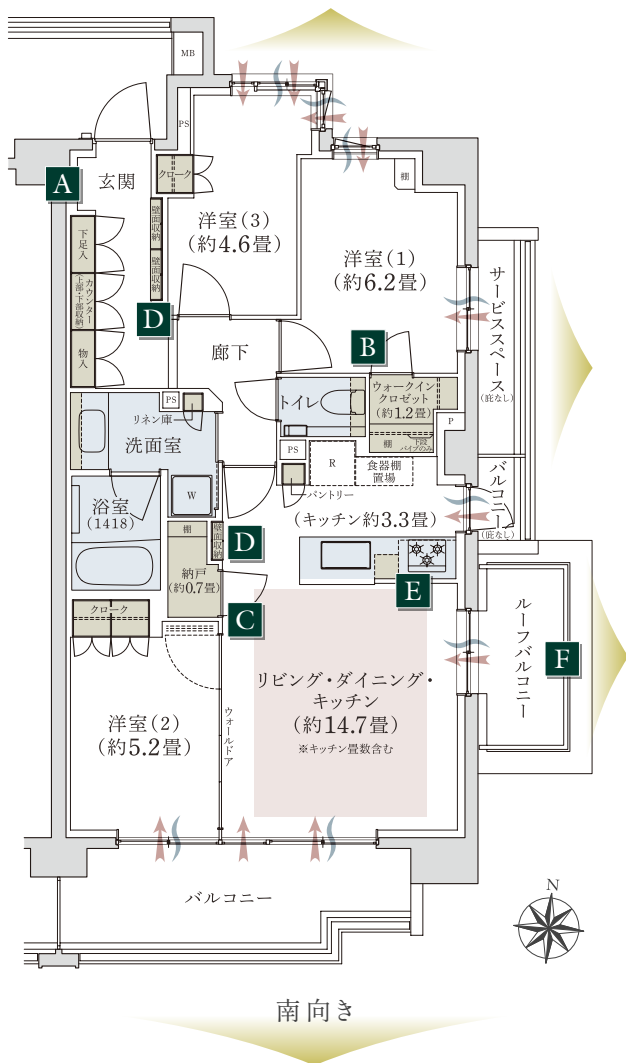 MB
PS
A
玄関
クローク
棚
洋室(3)
(約4.6畳)
洋室(1)
(約6.2畳)
下足入
カウンター
(上部・下部収納)
物入
壁面収納
壁面収納
D
サービススペース
(庇なし)
廊下
B
トイレ
ウォークイン
クロゼット
(約1.2畳)
棚
下段
パイプのみ
P
PS
リネン庫
洗面室
PS
R
食器棚
置場
パントリー
バルコニー
(庇なし)
浴室
(1418)
W
(キッチン約3.3畳)
棚
壁面収納
D
納戸
(約0.7畳)
E
C
クローク
ルーフバルコニー
F
リビング・ダイニング・
キッチン
(約14.7畳)
※キッチン畳数含む
洋室(2)
(約5.2畳)
ウォールドア
バルコニー
N
南向き